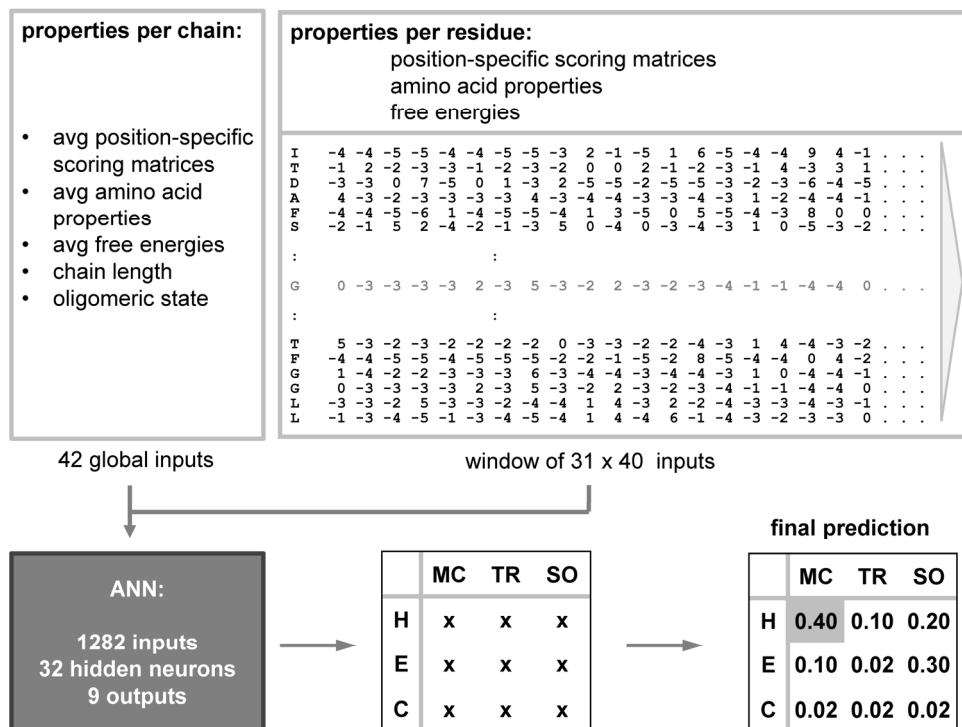 properties per chain:
• avg position-specific
scoring matrices
• avg amino acid
properties
• avg free energies
• chain length
• oligomeric state
properties per residue:
position-specific scoring matrices
amino acid properties
free energies
I -4 -4 -5 -5 -4 -4 -5 -5 -3 2 -1 -5 1 6 -5 -4 -4 9 4 -1 . . .
T -1 2 -2 -3 -3 -1 -2 -3 -2 0 0 2 -1 -2 -3 -1 4 -3 3 1 . . .
D -3 -3 0 7 -5 0 1 -3 2 -5 -5 -2 -5 -5 -3 -2 -3 -6 -4 -5 . . .
A 4 -3 -2 -3 -3 -3 -3 4 -3 -4 -4 -3 -3 -4 -3 1 -2 -4 -4 -1 . . .
F -4 -4 -5 -6 1 -4 -5 -5 -4 1 3 -5 0 5 -5 -4 -3 8 0 0 . . .
S -2 -1 5 2 -4 -2 -1 -3 5 0 -4 0 -3 -4 -3 1 0 -5 -3 -2 . . .
: :
G 0 -3 -3 -3 -3 2 -3 5 -3 -2 2 -3 -2 -3 -4 -1 -1 -4 -4 0 . . .
: :
T 5 -3 -2 -3 -2 -2 -2 -2 0 -3 -3 -2 -2 -4 -3 1 4 -4 -3 -2 . . .
F -4 -4 -5 -5 -4 -5 -5 -5 -2 -2 -1 -5 -2 8 -5 -4 -4 0 4 -2 . . .
G 1 -4 -2 -2 -3 -3 -3 6 -3 -4 -4 -3 -4 -4 -3 1 0 -4 -4 -1 . . .
G 0 -3 -3 -3 -3 2 -3 5 -3 -2 2 -3 -2 -3 -4 -1 -1 -4 -4 0 . . .
L -3 -3 -2 5 -3 -3 -2 -4 -4 1 4 -3 2 -2 -4 -3 -3 -4 -3 -1 . . .
L -1 -3 -4 -5 -1 -3 -4 -5 -4 1 4 -4 6 -1 -4 -3 -2 -3 -3 0 . . .
42 global inputs
window of 31 x 40 inputs
ANN:
1282 inputs
32 hidden neurons
9 outputs
MC TR SO
H x x x
E x x x
C x x x
final prediction
MC TR SO
H 0.40 0.10 0.20
E 0.10 0.02 0.30
C 0.02 0.02 0.02